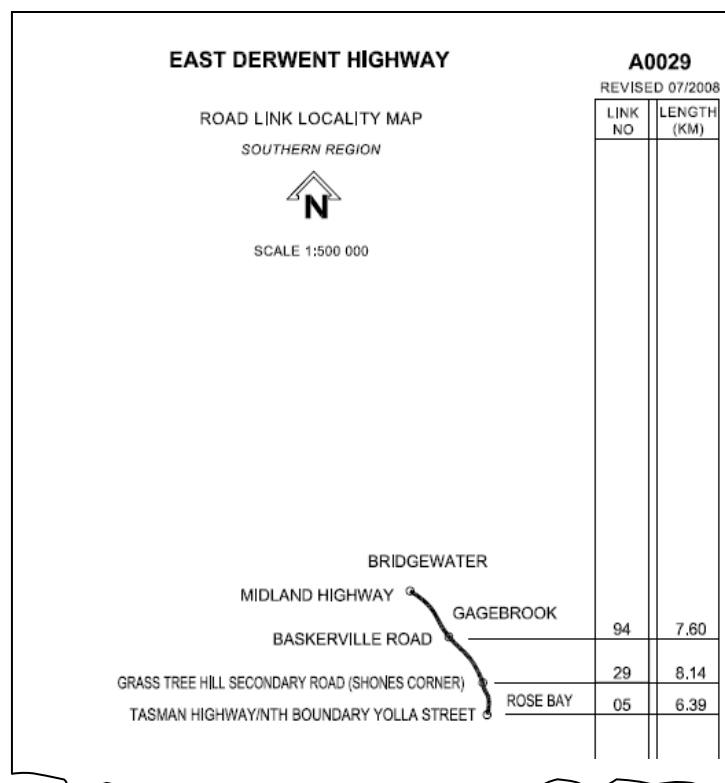 EAST DERWENT HIGHWAY
A0029
REVISED 07/2008
ROAD LINK LOCALITY MAP
LINK NO
LENGTH (KM)
SOUTHERN REGION
N
SCALE 1:500 000
BRIDGEWATER
MIDLAND HIGHWAY
GAGEBROOK
BASKERVILLE ROAD
94 7.60
GRASS TREE HILL SECONDARY ROAD (SHONES CORNER)
29 8.14
TASMAN HIGHWAY/NTH BOUNDARY YOLLA STREET
ROSE BAY
05 6.39